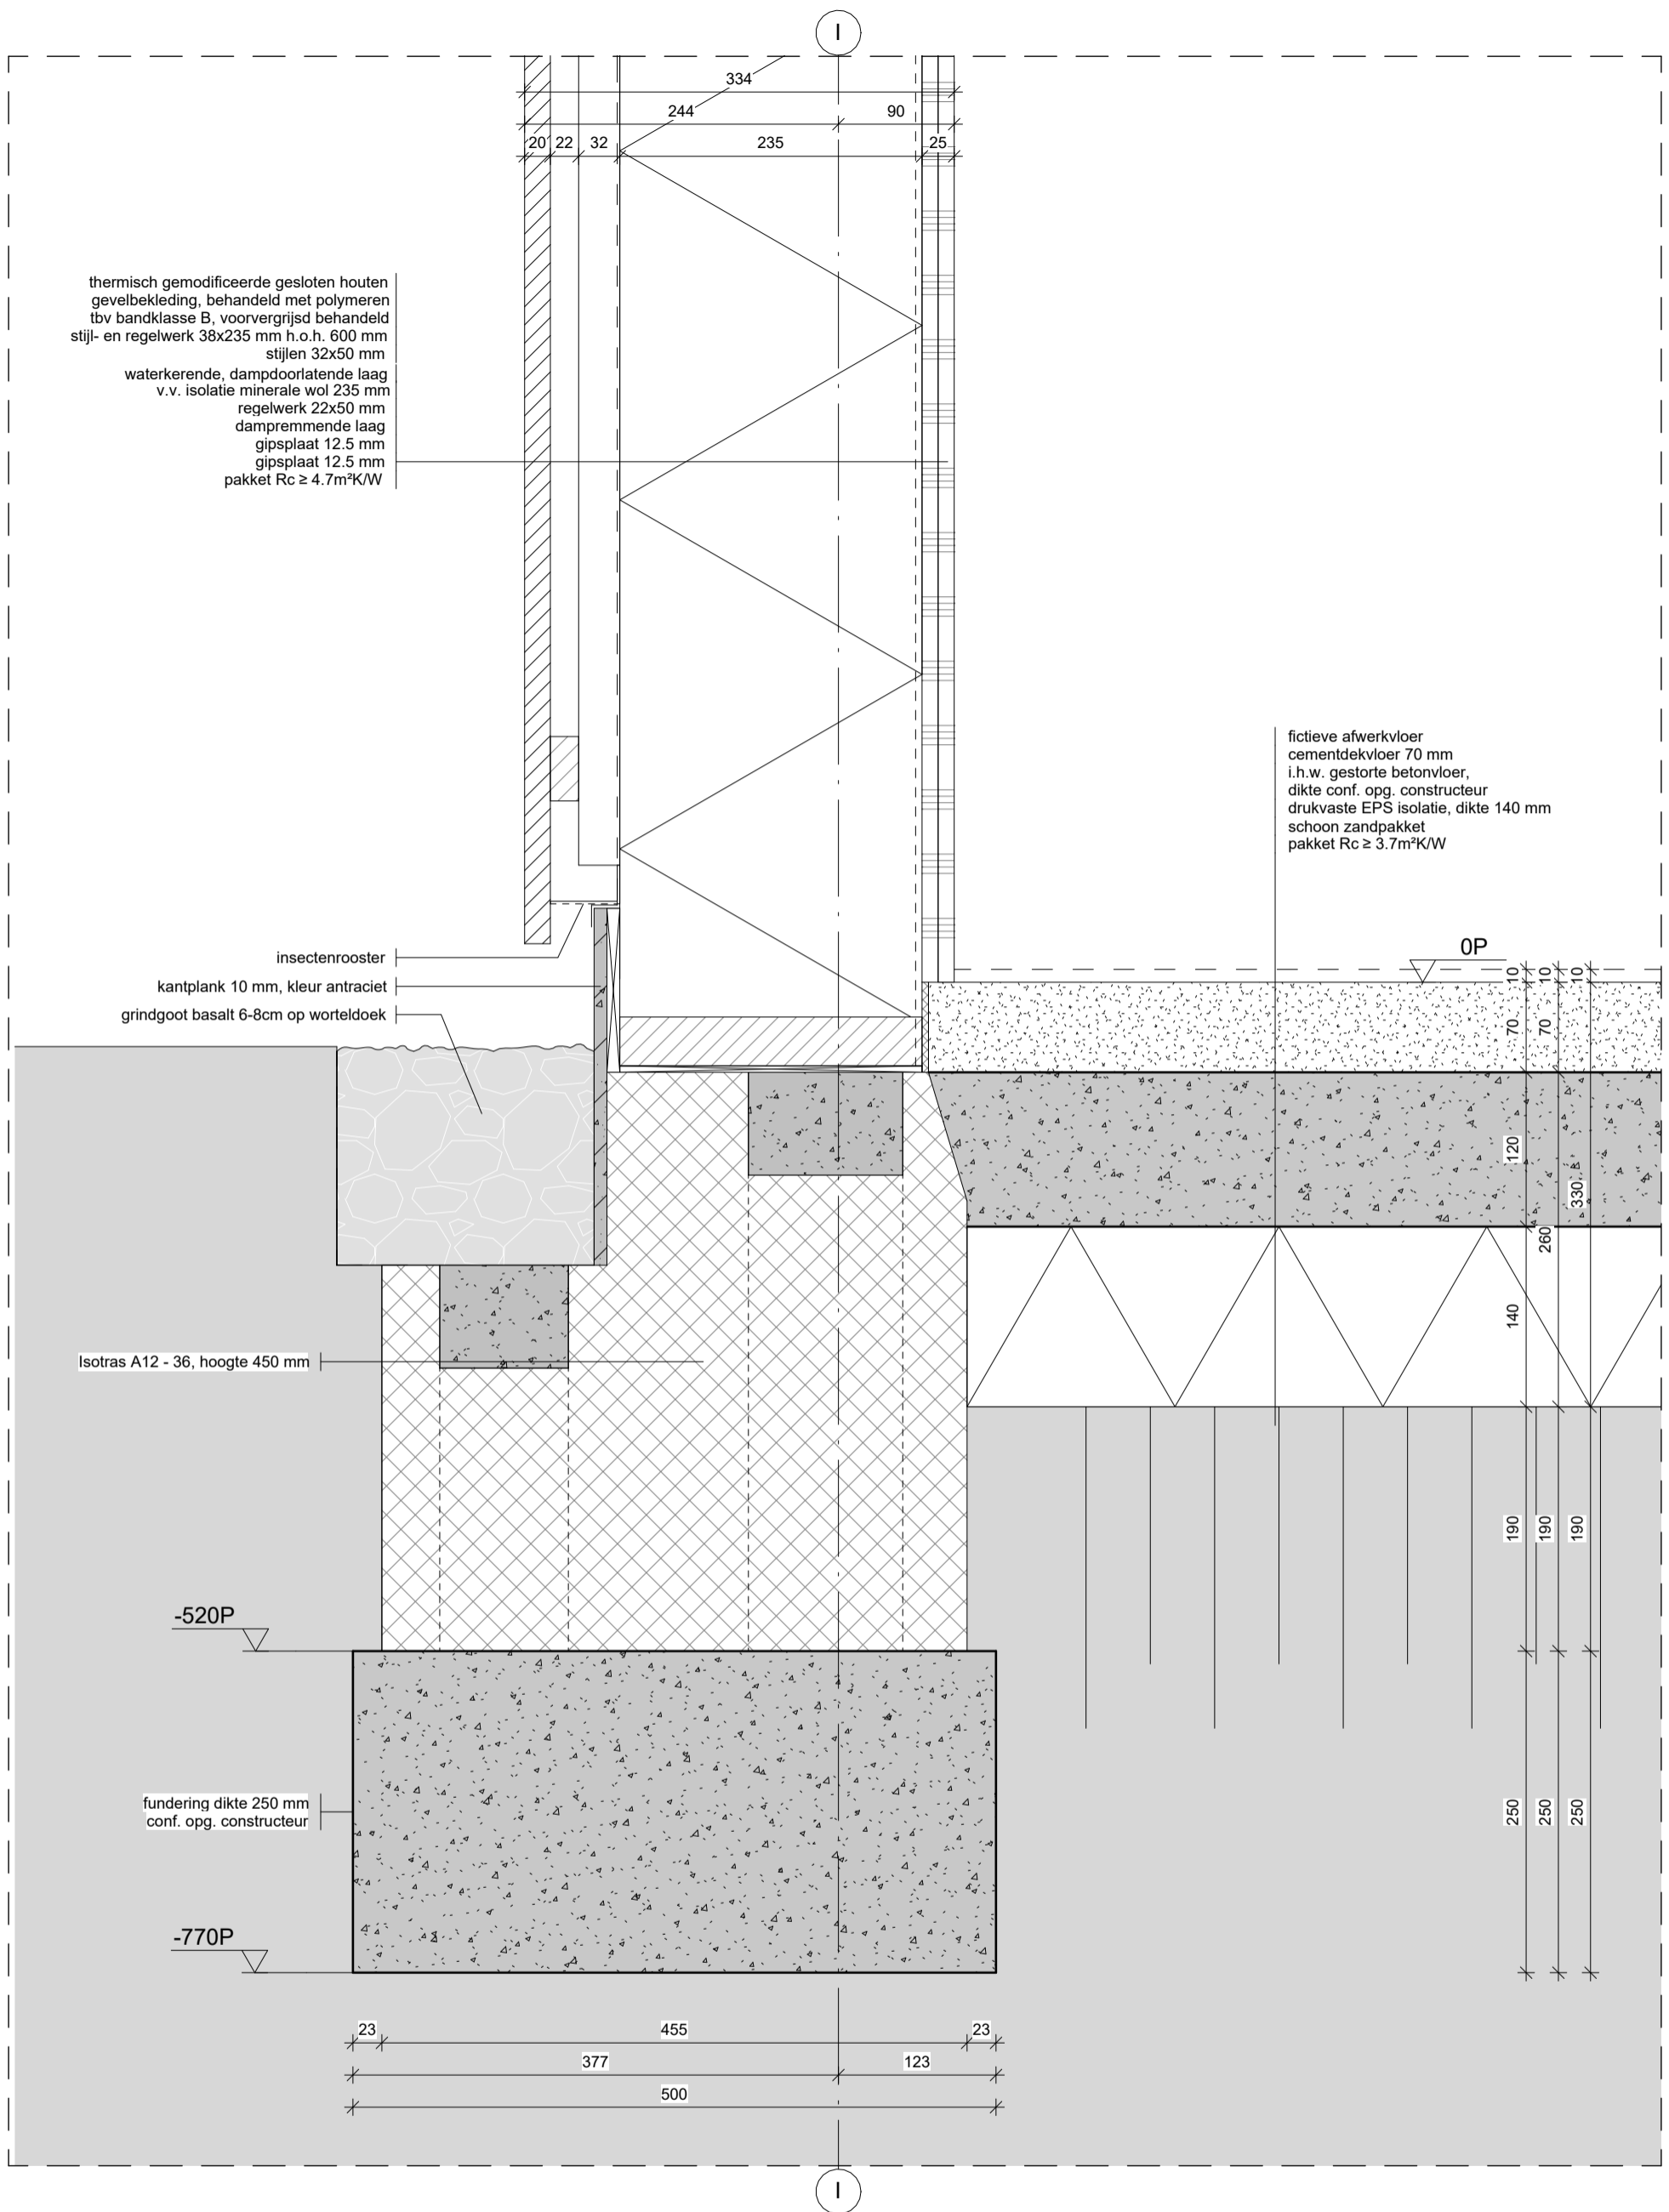 I
334
244 90
20 22 32 235 25
thermisch gemodificeerde gesloten houten
gevelbekleding, behandeld met polymeren
tbv bandklasse B, voorvergrijsd behandeld
stijl- en regelwerk 38x235 mm h.o.h. 600 mm
stijlen 32x50 mm
waterkerende, dampdoorlatende laag
v.v. isolatie minerale wol 235 mm
regelwerk 22x50 mm
dampremmende laag
gipsplaat 12.5 mm
gipsplaat 12.5 mm
pakket Rc ≥ 4.7m²K/W
fictieve afwerkvloer
cementdekvloer 70 mm
i.h.w. gestorte betonvloer,
dikte conf. opg. constructeur
drukvaste EPS isolatie, dikte 140 mm
schoon zandpakket
pakket Rc ≥ 3.7m²K/W
insectenrooster
kantplank 10 mm, kleur antraciet
grindgoot basalt 6-8cm op worteldoek
0P
10 10 10
70 70
120
330
260
140
Isotras A12 - 36, hoogte 450 mm
190 190 190
-520P
fundering dikte 250 mm
conf. opg. constructeur
250 250 250
-770P
23 455 23
377 123
500
I